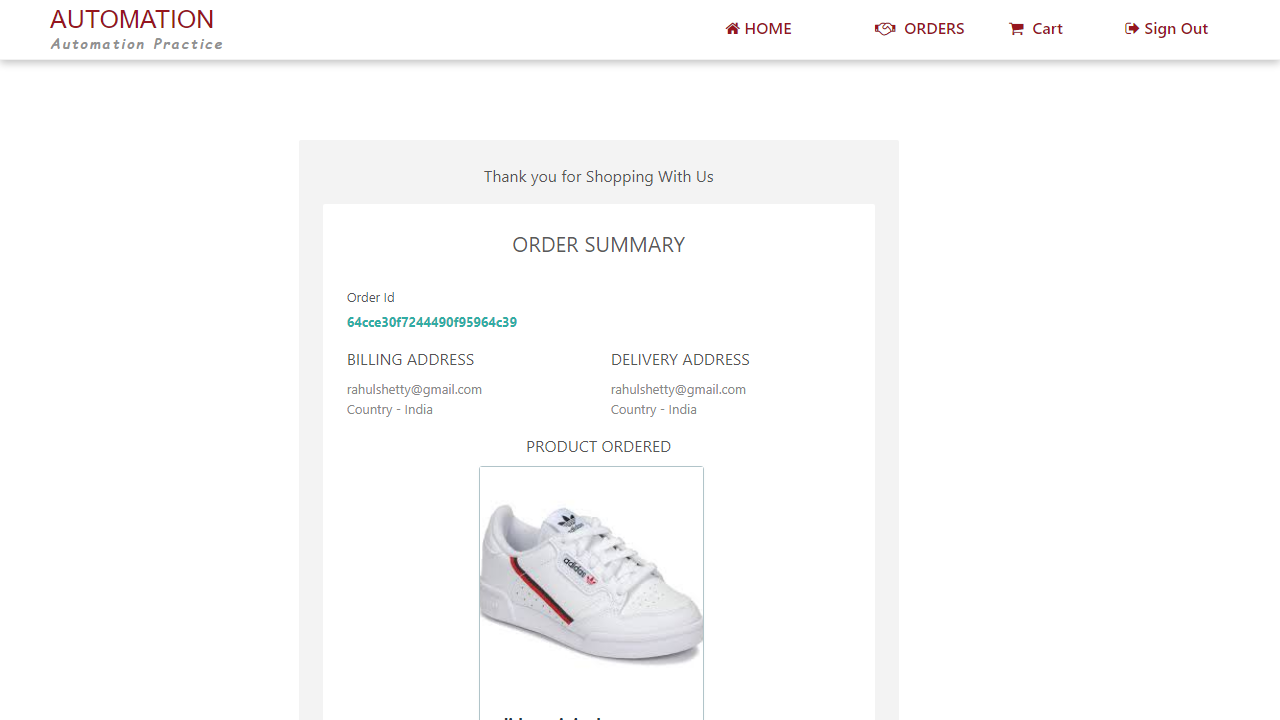 AUTOMATION
Automation Practice
HOME
ORDERS
Cart
Sign Out
Thank you for Shopping With Us
ORDER SUMMARY
Order Id
64cce30f7244490f95964c39
BILLING ADDRESS
DELIVERY ADDRESS
rahulshetty@gmail.com
rahulshetty@gmail.com
Country - India
Country - India
PRODUCT ORDERED
adidas